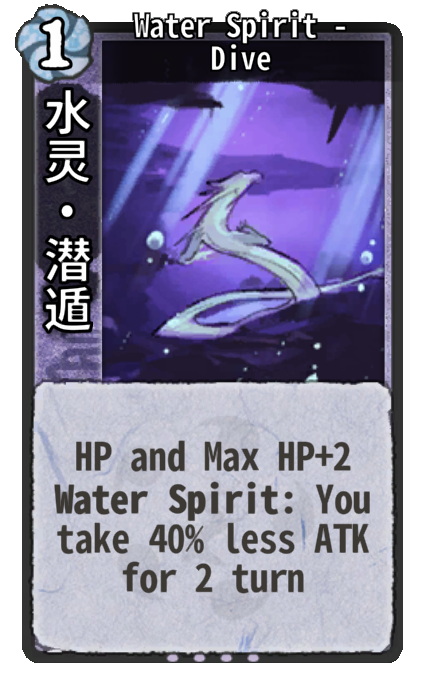 1
Water Spirit -
Dive
水灵·潜遁
HP and Max HP+2
Water Spirit: You
take 40% less ATK
for 2 turn